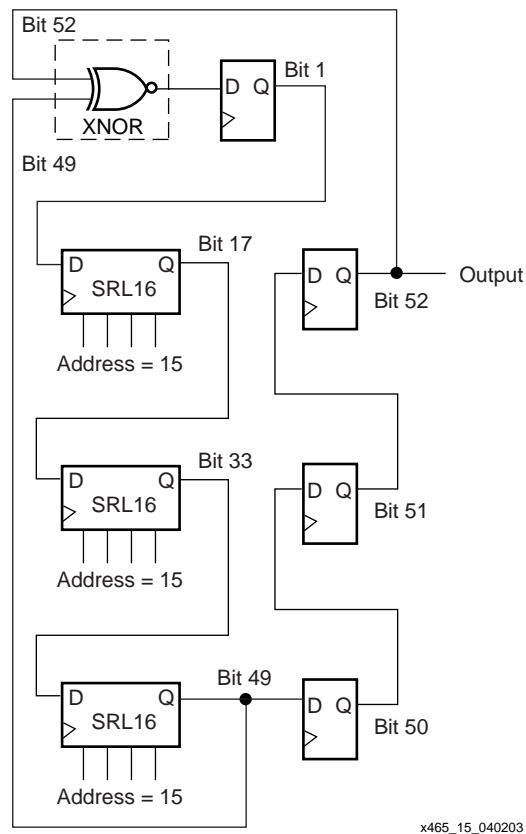 Bit 52
XNOR
D Q
Bit 1
Bit 49
D Q
SRL16
Bit 17
Address = 15
D Q
Bit 52
Output
D Q
SRL16
Bit 33
Address = 15
D Q
Bit 51
D Q
SRL16
Bit 49
Address = 15
D Q
Bit 50
x465_15_040203